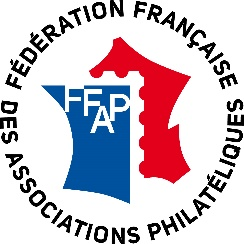 FÉDÉRATION FRANÇAISE
DES ASSOCIATIONS PHILATÉLIQUES
FFAP